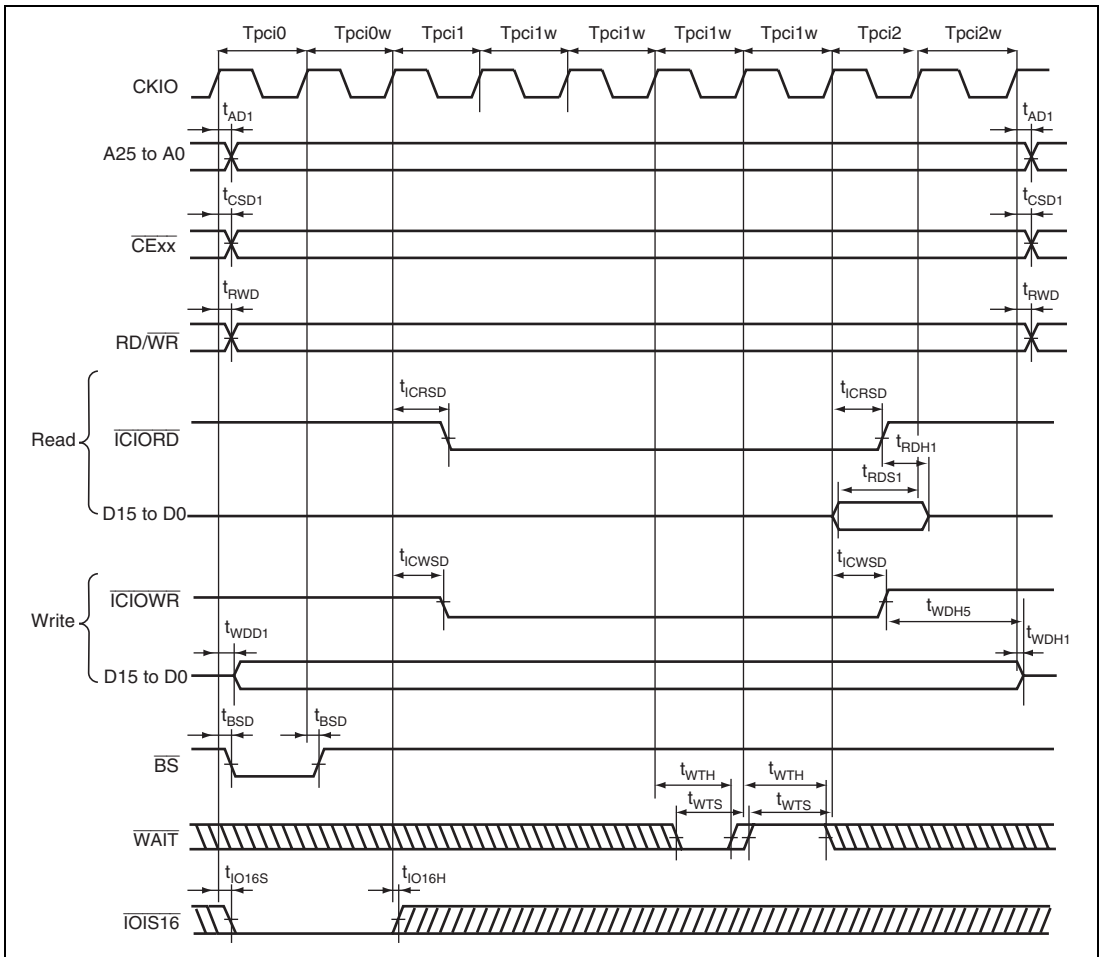 Tpci0 Tpci0w Tpci1 Tpci1w Tpci1w Tpci1w Tpci1w Tpci2 Tpci2w
CKIO
tAD1 tAD1
A25 to A0
tCSD1 tCSD1
CExx
tRWD tRWD
RD/WR
tICRSD tICRSD
Read ICIORD
tRDH1
tRDS1
D15 to D0
tICWSD tICWSD
ICIOWR
tWDH5
Write
tWDD1 tWDH1
D15 to D0
tBSD tBSD
BS
tWTH tWTH
tWTS tWTS
WAIT
tIO16S tIO16H
IOIS16